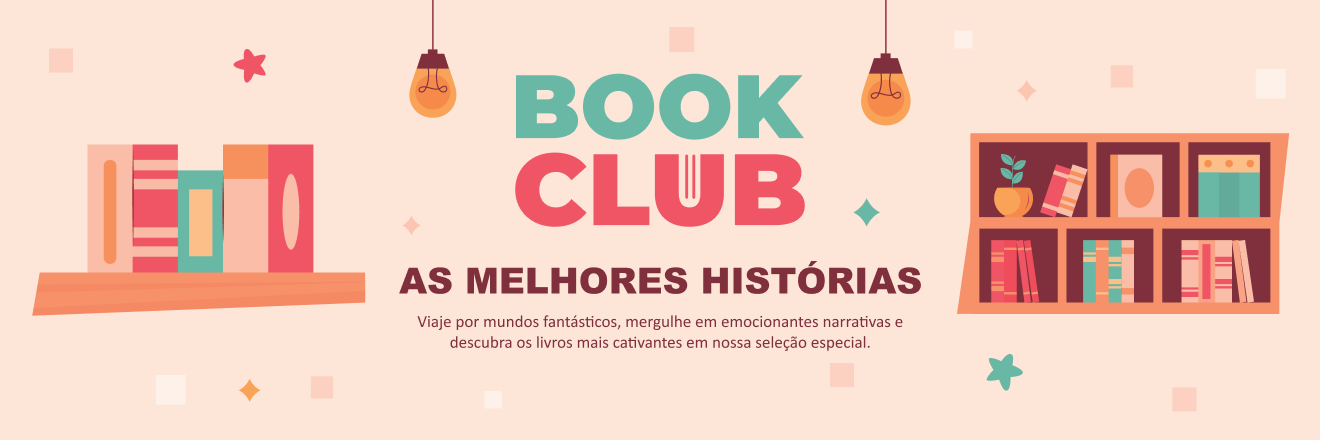 BOOK
CLUB
AS MELHORES HISTÓRIAS
Viaje por mundos fantásticos, mergulhe em emocionantes narrativas e
descubra os livros mais cativantes em nossa seleção especial.